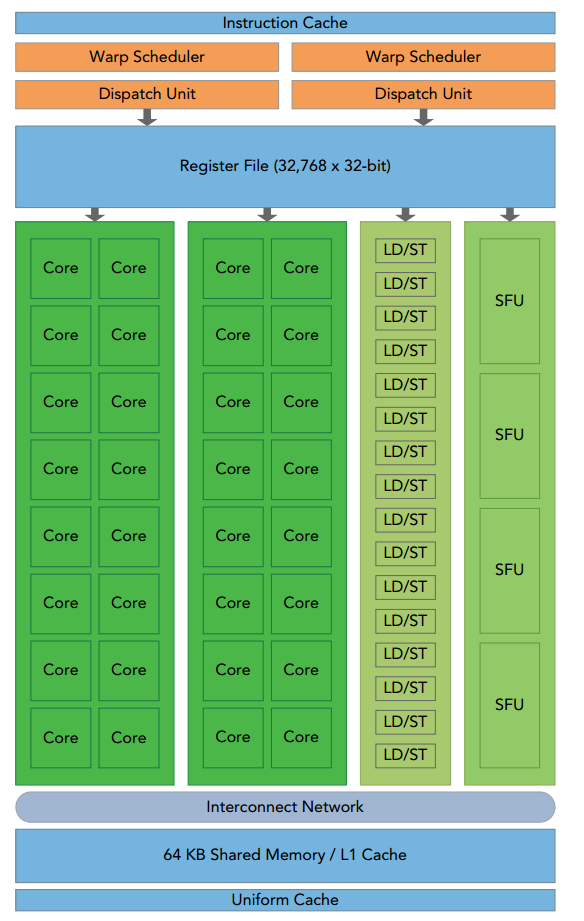 Instruction Cache
Warp Scheduler Warp Scheduler
Dispatch Unit Dispatch Unit
Register File (32,768 x 32-bit)
LD/ST
Core Core Core Core
SFU
LD/ST
LD/ST
Core Core Core Core
LD/ST
LD/ST
Core Core Core Core
LD/ST
SFU
LD/ST
Core Core Core Core
LD/ST
LD/ST
Core Core Core Core
LD/ST
SFU
LD/ST
Core Core Core Core
LD/ST
LD/ST
Core Core Core Core
LD/ST
SFU
LD/ST
Core Core Core Core
LD/ST
Interconnect Network
64 KB Shared Memory / L1 Cache
Uniform Cache